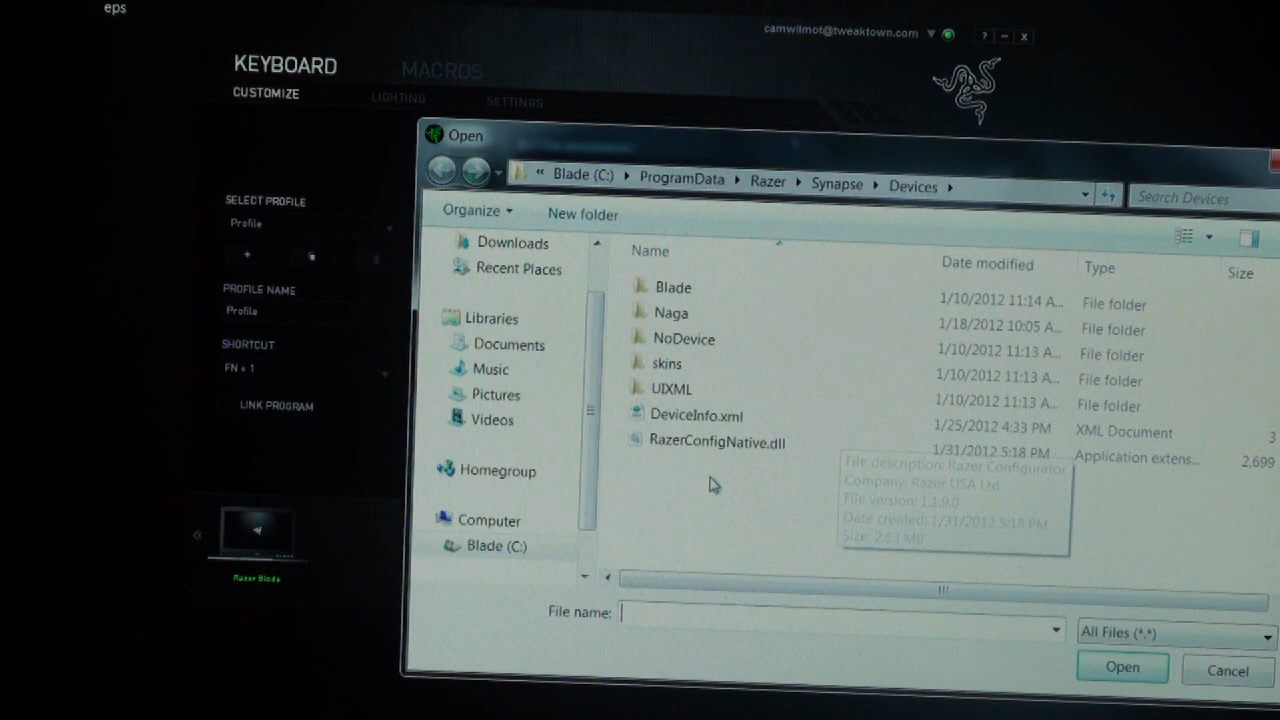 eps
camwilmot@tweaktown.com
? – X
KEYBOARD MACROS
CUSTOMIZE LIGHTING SETTINGS
SELECT PROFILE
Profile
+
PROFILE NAME
Profile
SHORTCUT
FN + 1
LINK PROGRAM
Razer Blade
Open
« Blade (C:) ProgramData Razer Synapse Devices
Search Devices
Organize New folder
Downloads
Recent Places
Libraries
Documents
Music
Pictures
Videos
Homegroup
Computer
Blade (C:)
Name Date modified Type Size
Blade 1/10/2012 11:14 A... File folder
Naga 1/18/2012 10:05 A... File folder
NoDevice 1/10/2012 11:13 A... File folder
skins 1/10/2012 11:13 A... File folder
UIXML 1/10/2012 11:13 A... File folder
DeviceInfo.xml 1/25/2012 4:33 PM XML Document 3
RazerConfigNative.dll 1/31/2012 5:18 PM Application extens... 2,699
File description: Razer Configurator
Company: Razer USA Ltd
File version: 1.1.9.0
Date created: 1/31/2012 5:18 PM
Size: 2.63 MB
File name:
All Files (*.*)
Open Cancel